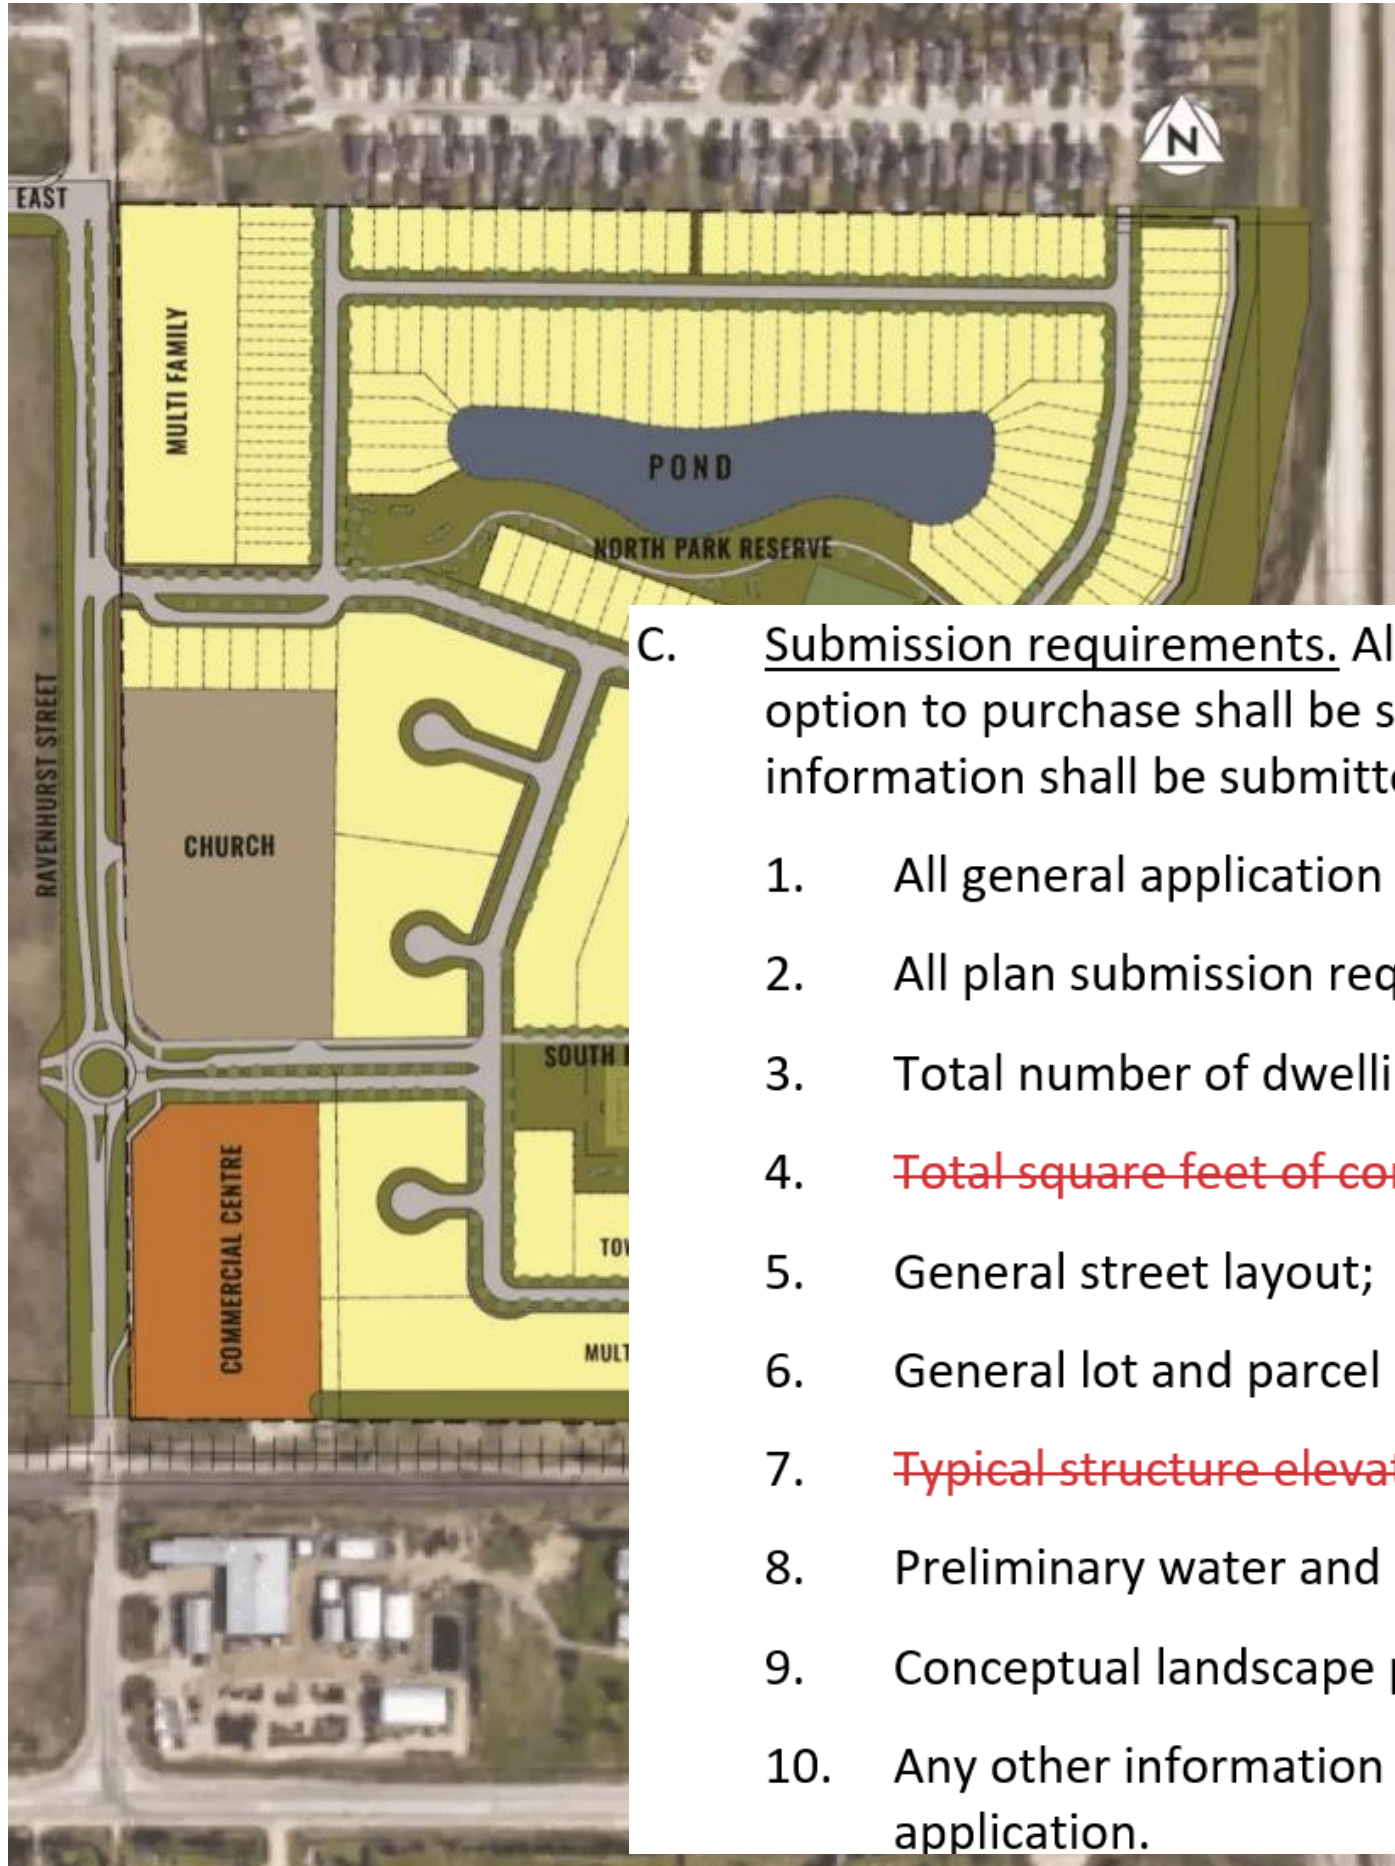 N
EAST
MULTI FAMILY
POND
NORTH PARK RESERVE
RAVENHURST STREET
CHURCH
SOUTH
COMMERCIAL CENTRE
TOW
MULT
C. Submission requirements. Al
option to purchase shall be s
information shall be submitte
1. All general application
2. All plan submission req
3. Total number of dwelli
4. Total square feet of cor
5. General street layout;
6. General lot and parcel
7. Typical structure elevat
8. Preliminary water and
9. Conceptual landscape p
10. Any other information
application.